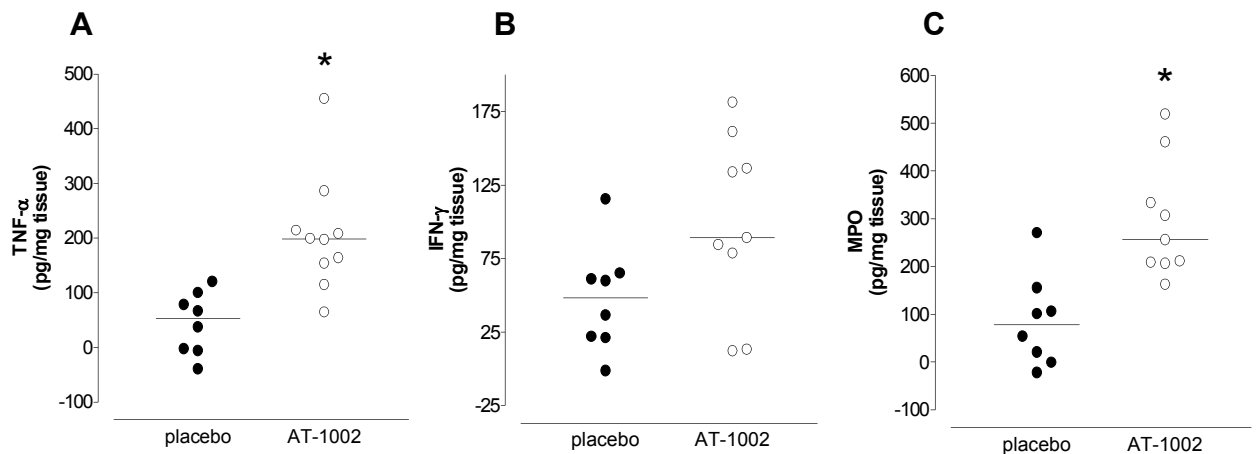 A
B
C
*
*
TNF-α
(pg/mg tissue)
500
400
300
200
100
0
-100
placebo
AT-1002
IFN-γ
(pg/mg tissue)
175
125
75
25
-25
placebo
AT-1002
MPO
(pg/mg tissue)
600
500
400
300
200
100
0
-100
placebo
AT-1002